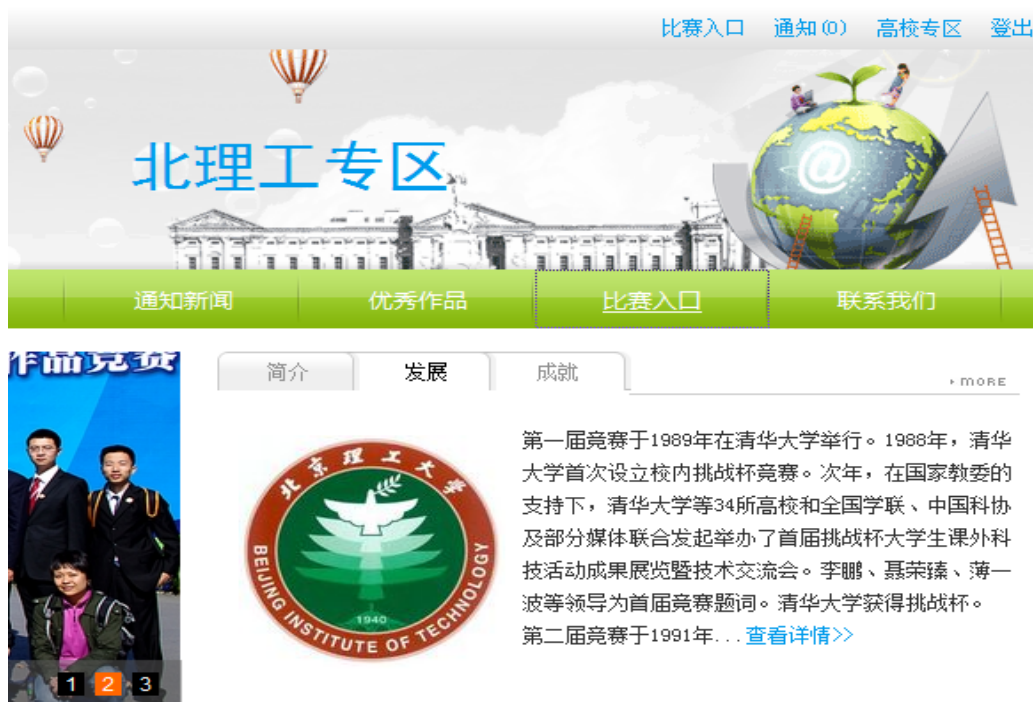 比赛入口 通知(0) 高校专区 登出
北理工专区
通知新闻 优秀作品 比赛入口 联系我们
作品竞赛
简介 发展 成就
MORE
第一届竞赛于1989年在清华大学举行。1988年，清华
大学首次设立校内挑战杯竞赛。次年，在国家教委的
支持下，清华大学等34所高校和全国学联、中国科协
及部分媒体联合发起举办了首届挑战杯大学生课外科
技活动成果展览暨技术交流会。李鹏、聂荣臻、薄一
波等领导为首届竞赛题词。清华大学获得挑战杯。
第二届竞赛于1991年...查看详情>>
北京理工大学
1940
BEIJING INSTITUTE OF TECHNOLOGY
1 2 3
@